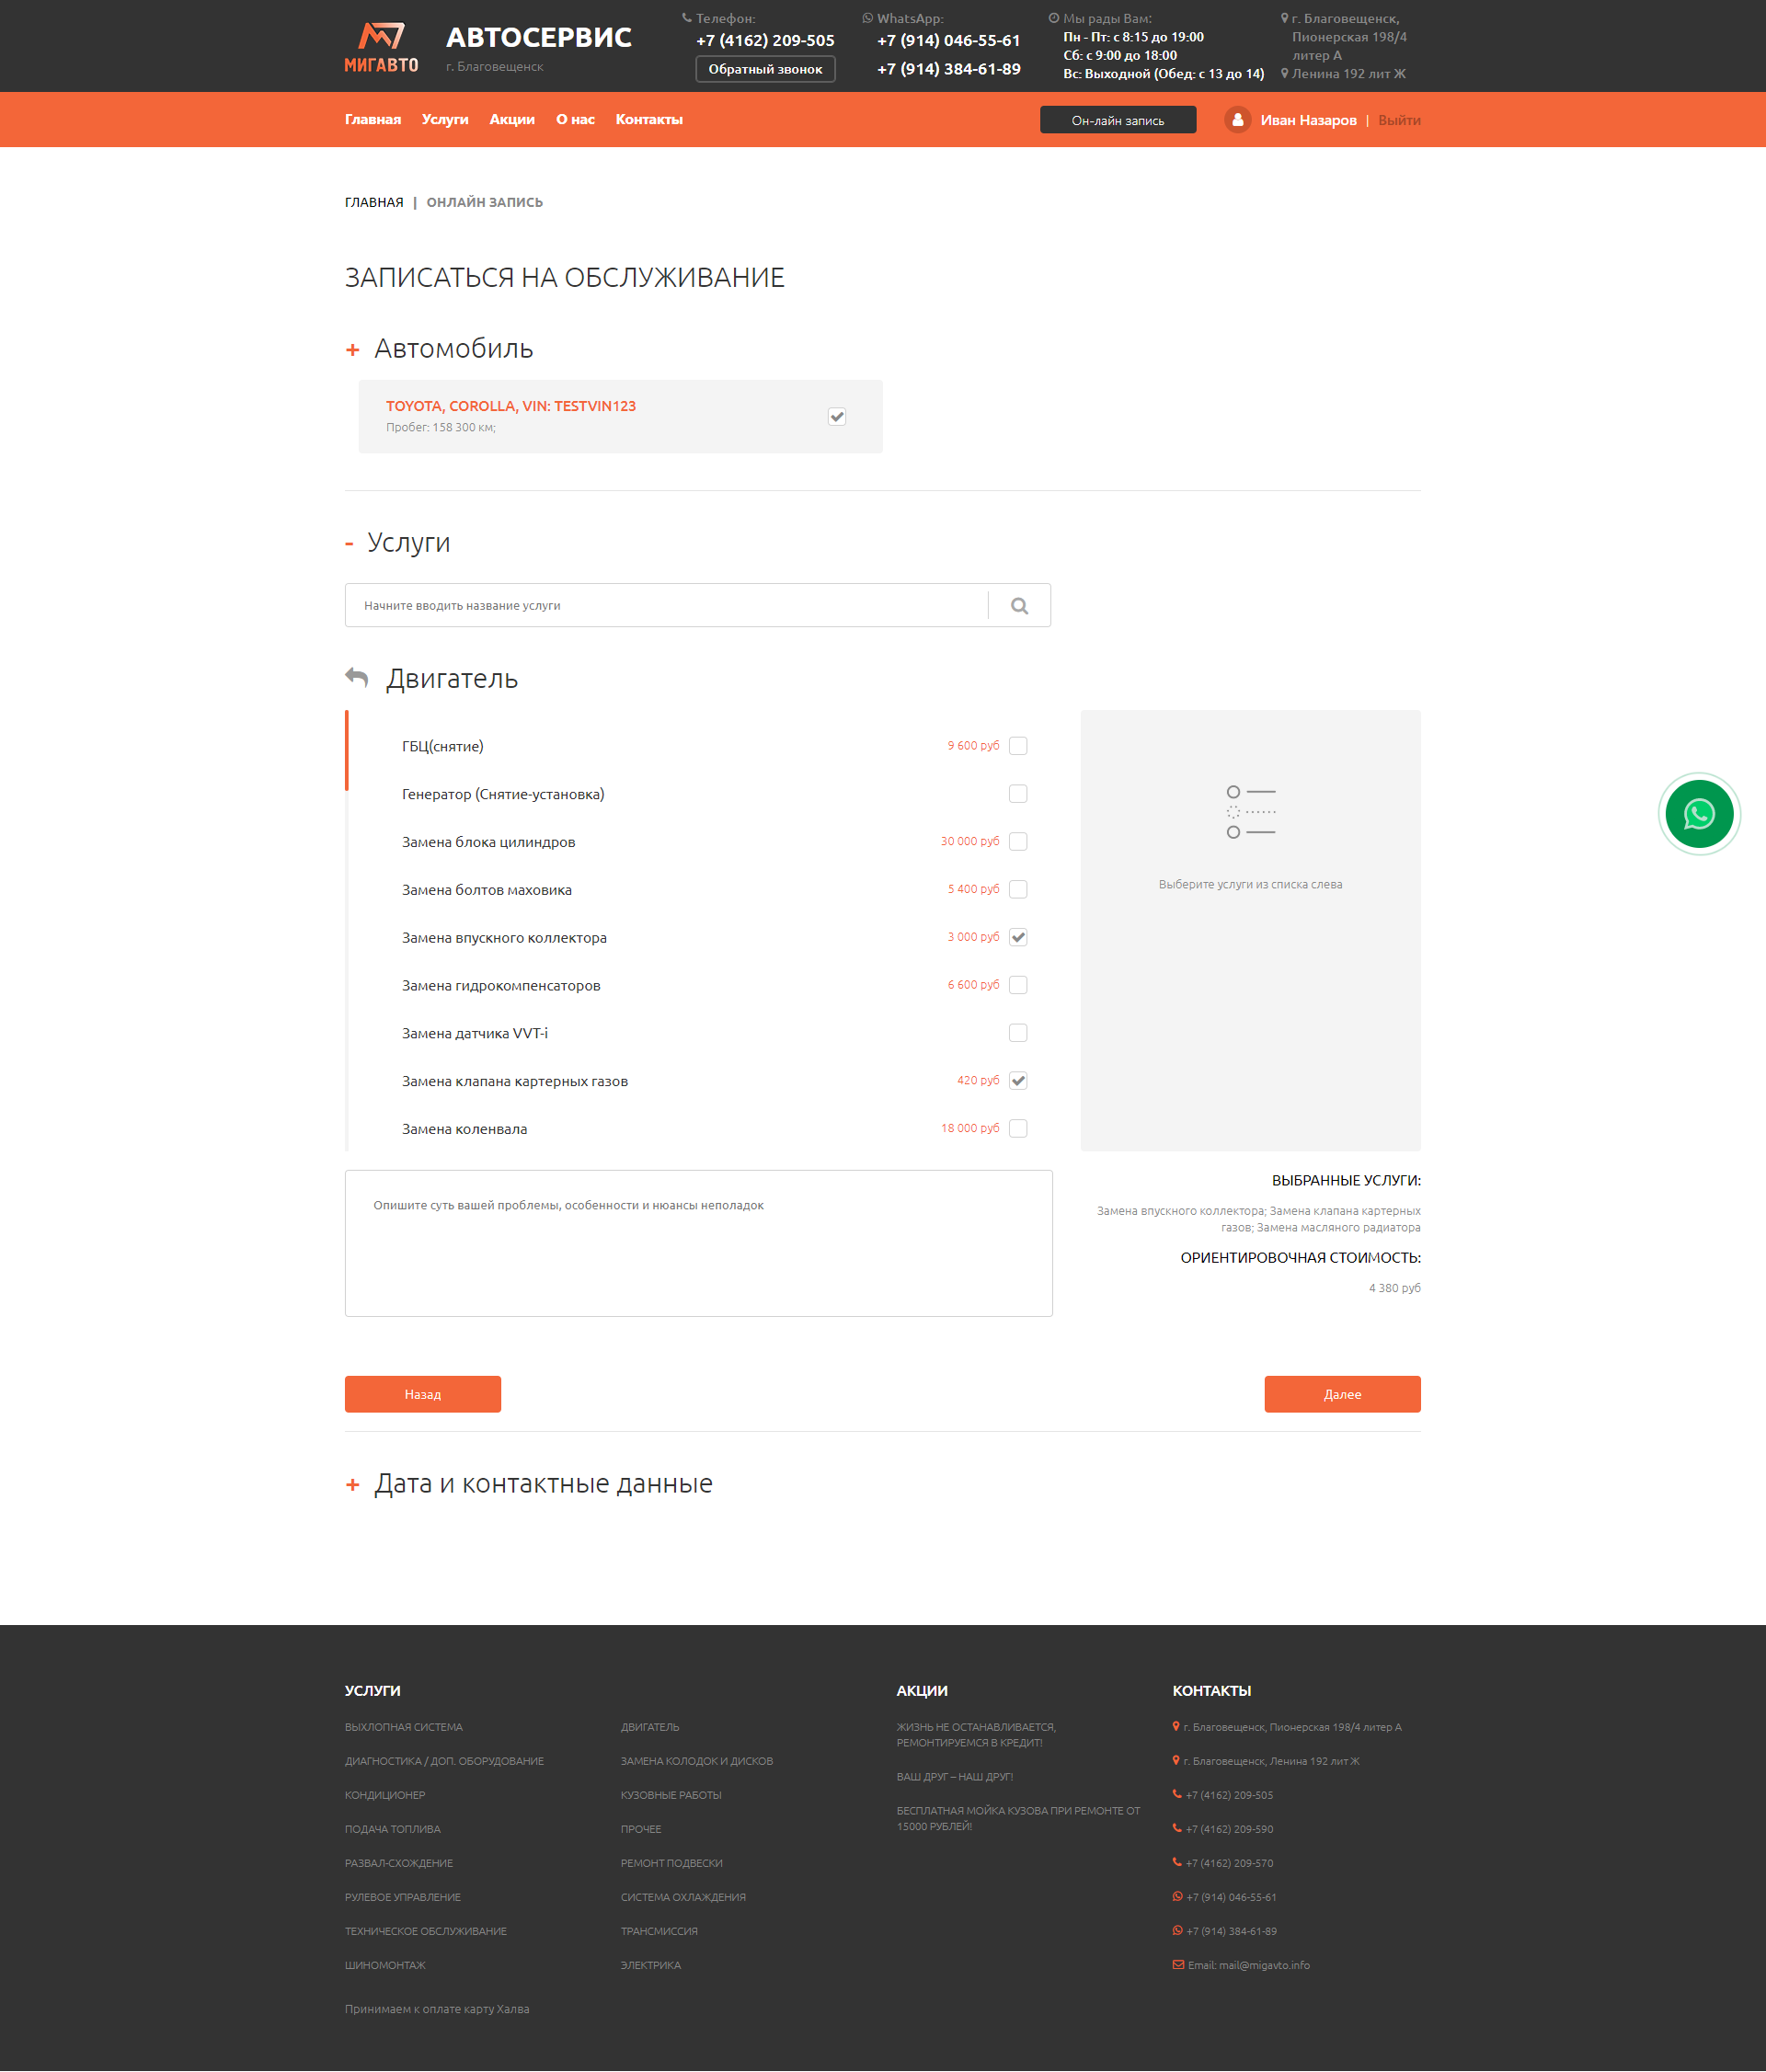 МИГАВТО
АВТОСЕРВИС
г. Благовещенск
Телефон:
+7 (4162) 209-505
Обратный звонок
WhatsApp:
+7 (914) 046-55-61
+7 (914) 384-61-89
Мы рады Вам:
Пн - Пт: с 8:15 до 19:00
Сб: с 9:00 до 18:00
Вс: Выходной (Обед: с 13 до 14)
г. Благовещенск,
Пионерская 198/4
литер А
Ленина 192 лит Ж
Главная Услуги Акции О нас Контакты
Он-лайн запись
Иван Назаров | Выйти
ГЛАВНАЯ | ОНЛАЙН ЗАПИСЬ
ЗАПИСАТЬСЯ НА ОБСЛУЖИВАНИЕ
+ Автомобиль
TOYOTA, COROLLA, VIN: TESTVIN123
Пробег: 158 300 км;
- Услуги
Начните вводить название услуги
Двигатель
ГБЦ(снятие) 9 600 руб
Генератор (Снятие-установка)
Замена блока цилиндров 30 000 руб
Замена болтов маховика 5 400 руб
Замена впускного коллектора 3 000 руб
Замена гидрокомпенсаторов 6 600 руб
Замена датчика VVT-i
Замена клапана картерных газов 420 руб
Замена коленвала 18 000 руб
Выберите услуги из списка слева
Опишите суть вашей проблемы, особенности и нюансы неполадок
ВЫБРАННЫЕ УСЛУГИ:
Замена впускного коллектора; Замена клапана картерных
газов; Замена масляного радиатора
ОРИЕНТИРОВОЧНАЯ СТОИМОСТЬ:
4 380 руб
Назад
Далее
+ Дата и контактные данные
УСЛУГИ
ВЫХЛОПНАЯ СИСТЕМА
ДИАГНОСТИКА / ДОП. ОБОРУДОВАНИЕ
КОНДИЦИОНЕР
ПОДАЧА ТОПЛИВА
РАЗВАЛ-СХОЖДЕНИЕ
РУЛЕВОЕ УПРАВЛЕНИЕ
ТЕХНИЧЕСКОЕ ОБСЛУЖИВАНИЕ
ШИНОМОНТАЖ
ДВИГАТЕЛЬ
ЗАМЕНА КОЛОДОК И ДИСКОВ
КУЗОВНЫЕ РАБОТЫ
ПРОЧЕЕ
РЕМОНТ ПОДВЕСКИ
СИСТЕМА ОХЛАЖДЕНИЯ
ТРАНСМИССИЯ
ЭЛЕКТРИКА
АКЦИИ
ЖИЗНЬ НЕ ОСТАНАВЛИВАЕТСЯ,
РЕМОНТИРУЕМСЯ В КРЕДИТ!
ВАШ ДРУГ – НАШ ДРУГ!
БЕСПЛАТНАЯ МОЙКА КУЗОВА ПРИ РЕМОНТЕ ОТ
15000 РУБЛЕЙ!
КОНТАКТЫ
г. Благовещенск, Пионерская 198/4 литер А
г. Благовещенск, Ленина 192 лит Ж
+7 (4162) 209-505
+7 (4162) 209-590
+7 (4162) 209-570
+7 (914) 046-55-61
+7 (914) 384-61-89
Email: mail@migavto.info
Принимаем к оплате карту Халва